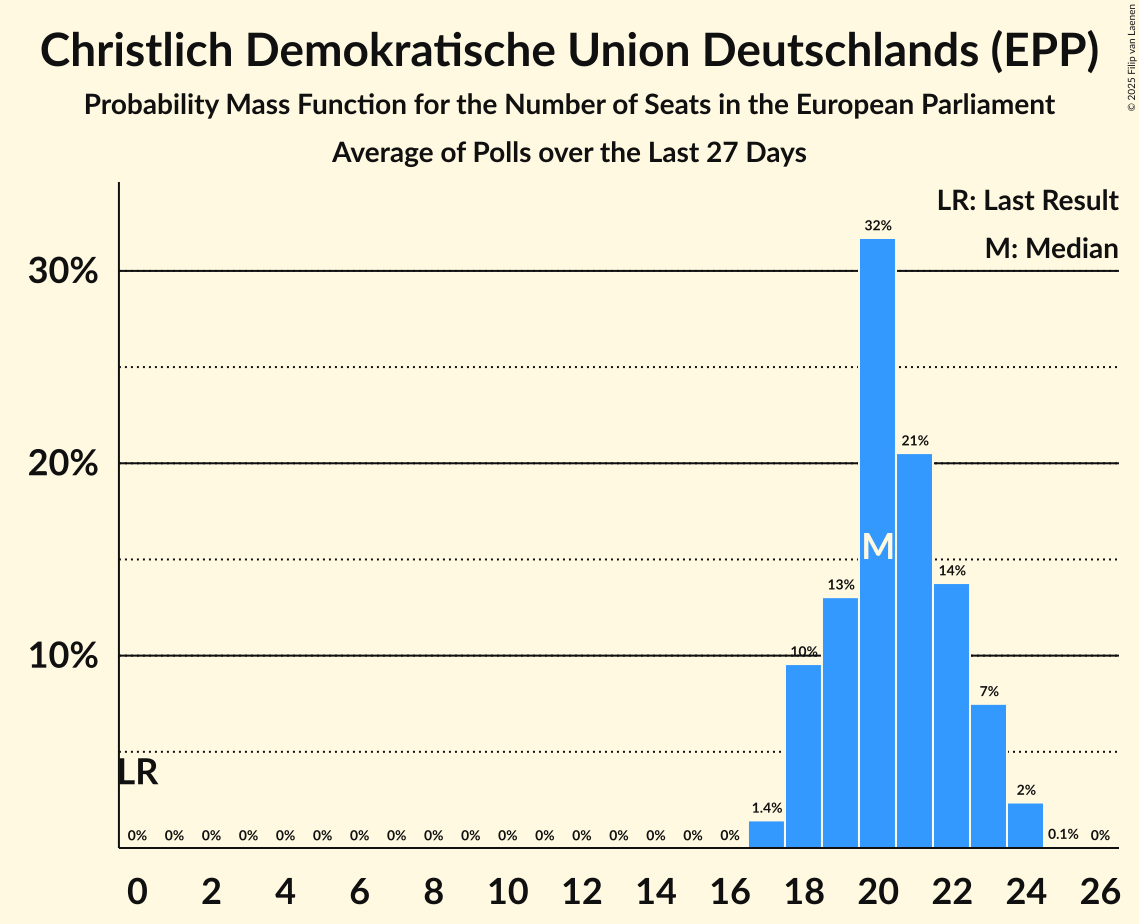 Christlich Demokratische Union Deutschlands (EPP)
Probability Mass Function for the Number of Seats in the European Parliament
Average of Polls over the Last 27 Days
© 2025 Filip van Laenen
LR: Last Result
M: Median
30%
20%
10%
32%
21%
M
14%
13%
10%
7%
LR
1.4%
2%
0% 0% 0% 0% 0% 0% 0% 0% 0% 0% 0% 0% 0% 0% 0% 0% 0% 0.1% 0%
0 2 4 6 8 10 12 14 16 18 20 22 24 26